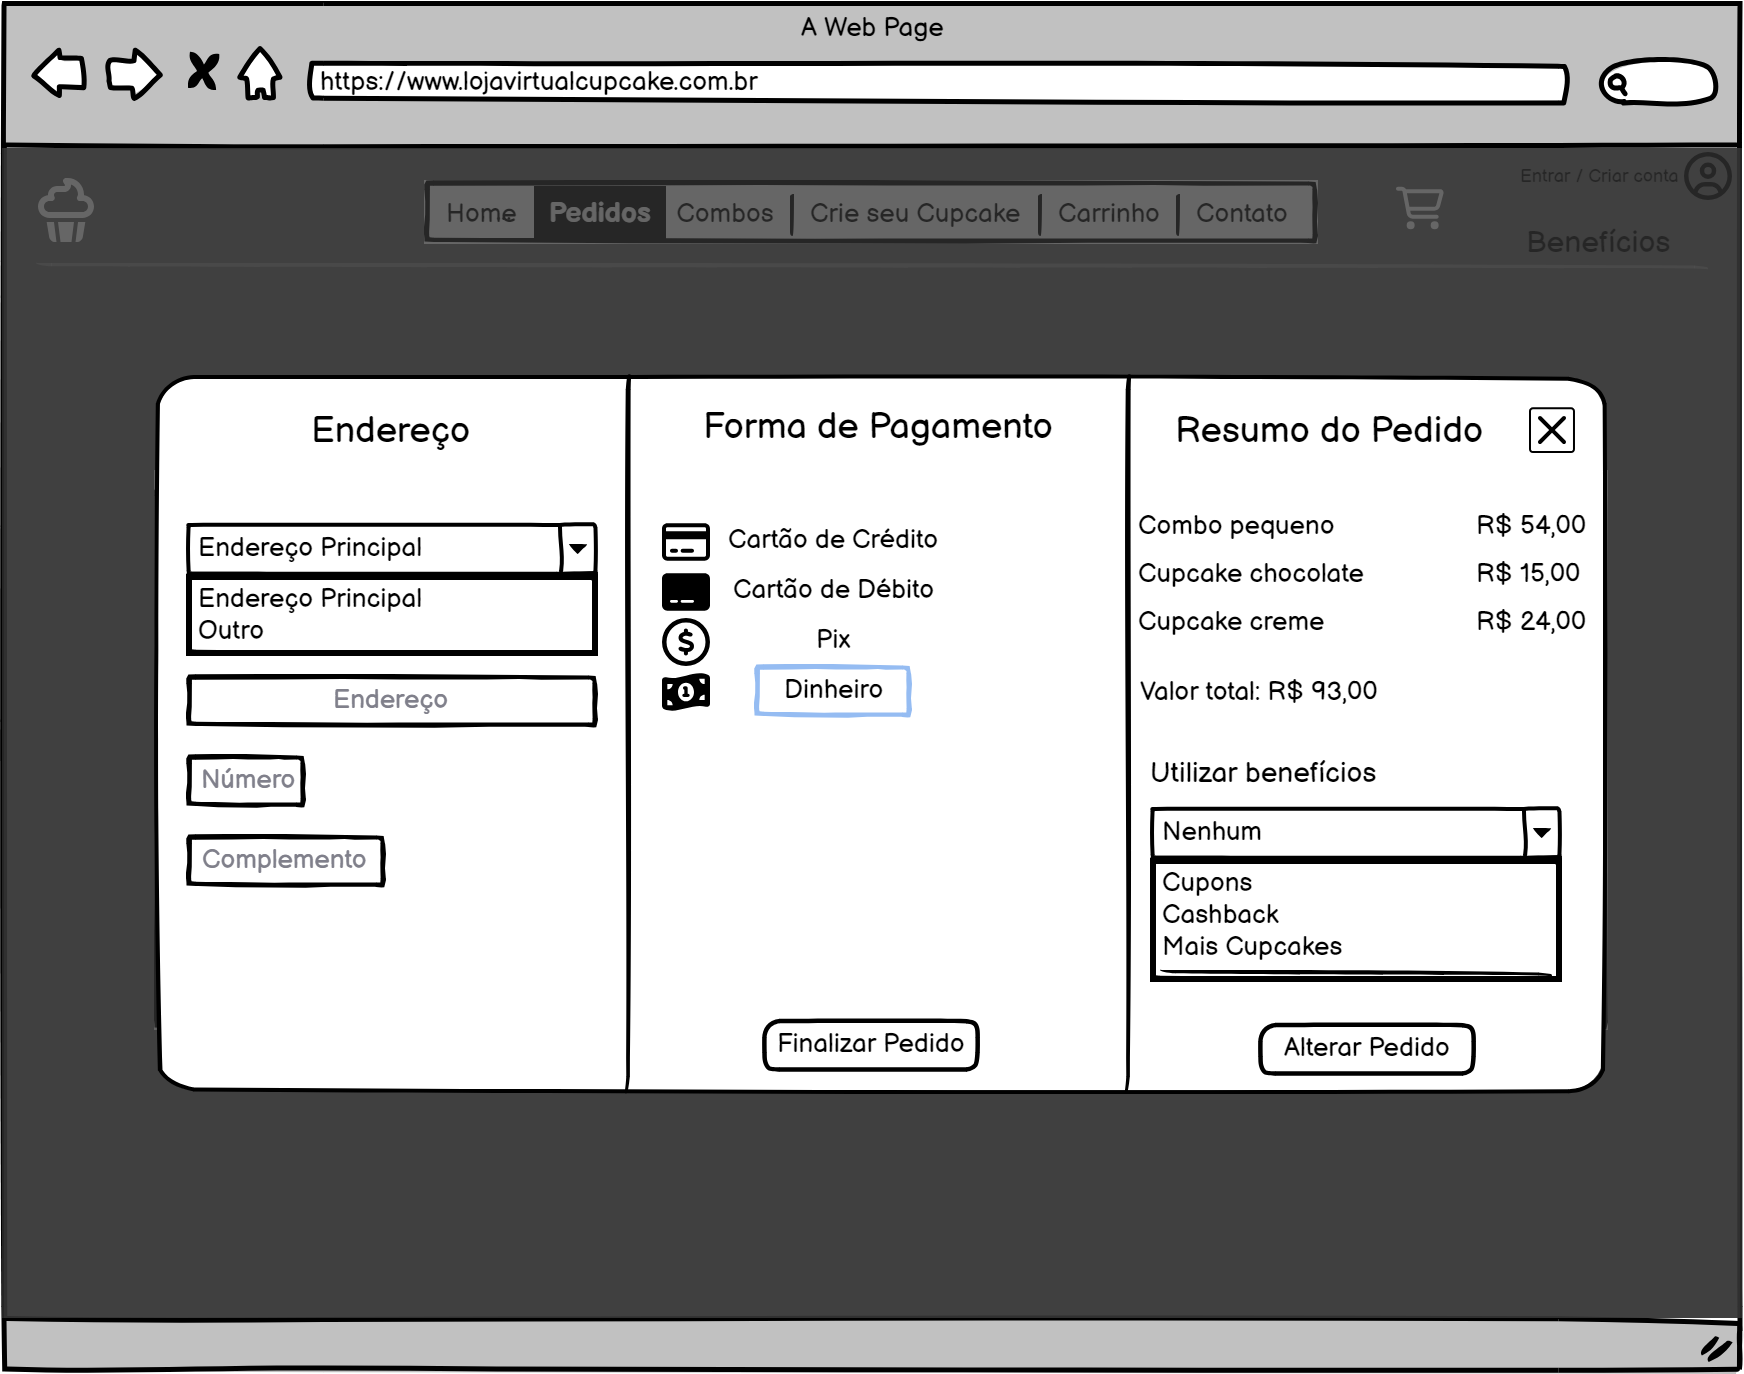 A Web Page
https://www.lojavirtualcupcake.com.br
Entrar / Criar conta
Home Pedidos Combos Crie seu Cupcake Carrinho Contato
Benefícios
Endereço
Endereço Principal
Endereço Principal
Outro
Endereço
Número
Complemento
Forma de Pagamento
Cartão de Crédito
Cartão de Débito
$ Pix
1 Dinheiro
Finalizar Pedido
Resumo do Pedido
Combo pequeno R$ 54,00
Cupcake chocolate R$ 15,00
Cupcake creme R$ 24,00
Valor total: R$ 93,00
Utilizar benefícios
Nenhum
Cupons
Cashback
Mais Cupcakes
Alterar Pedido